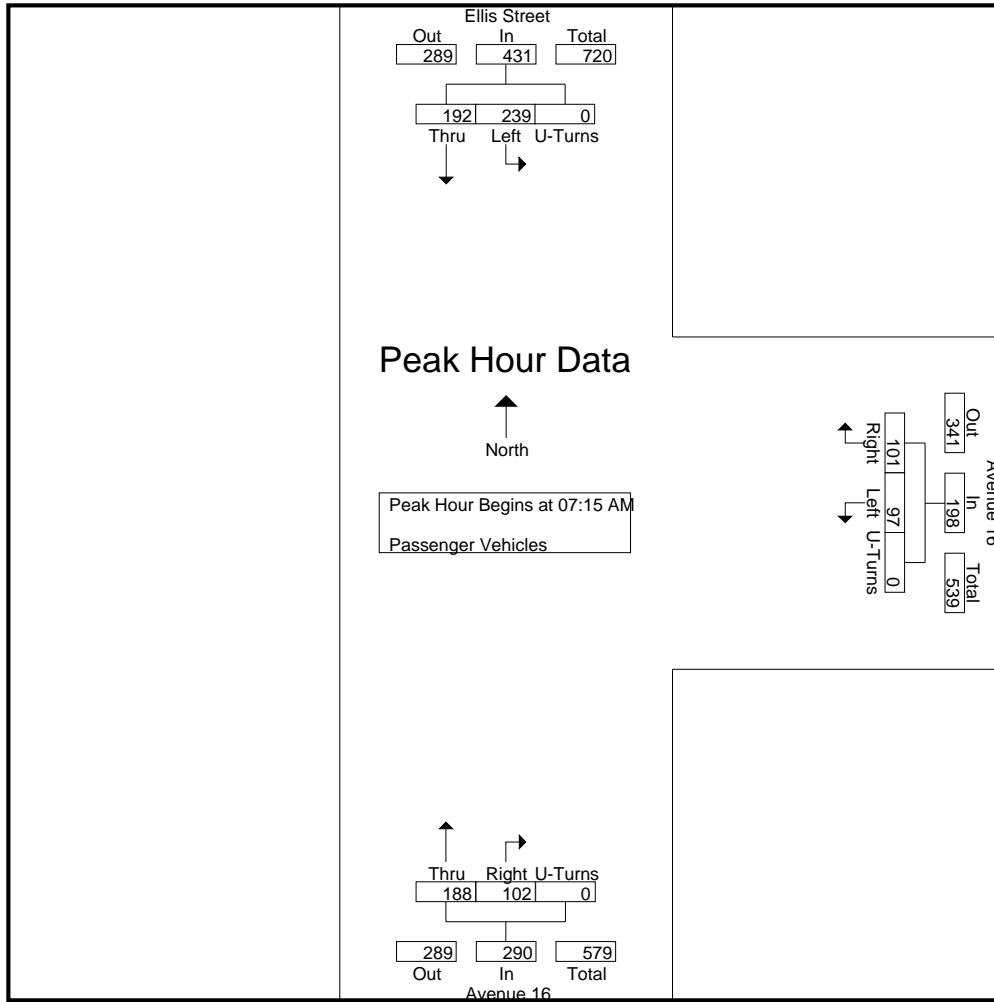 Ellis Street
Out In Total
289 431 720
192 239 0
Thru Left U-Turns
Peak Hour Data
North
Peak Hour Begins at 07:15 AM
Passenger Vehicles
Avenue 16
Out In Total
341 198 539
101 97 0
Right Left U-Turns
Thru Right U-Turns
188 102 0
289 290 579
Out In Total
Avenue 16